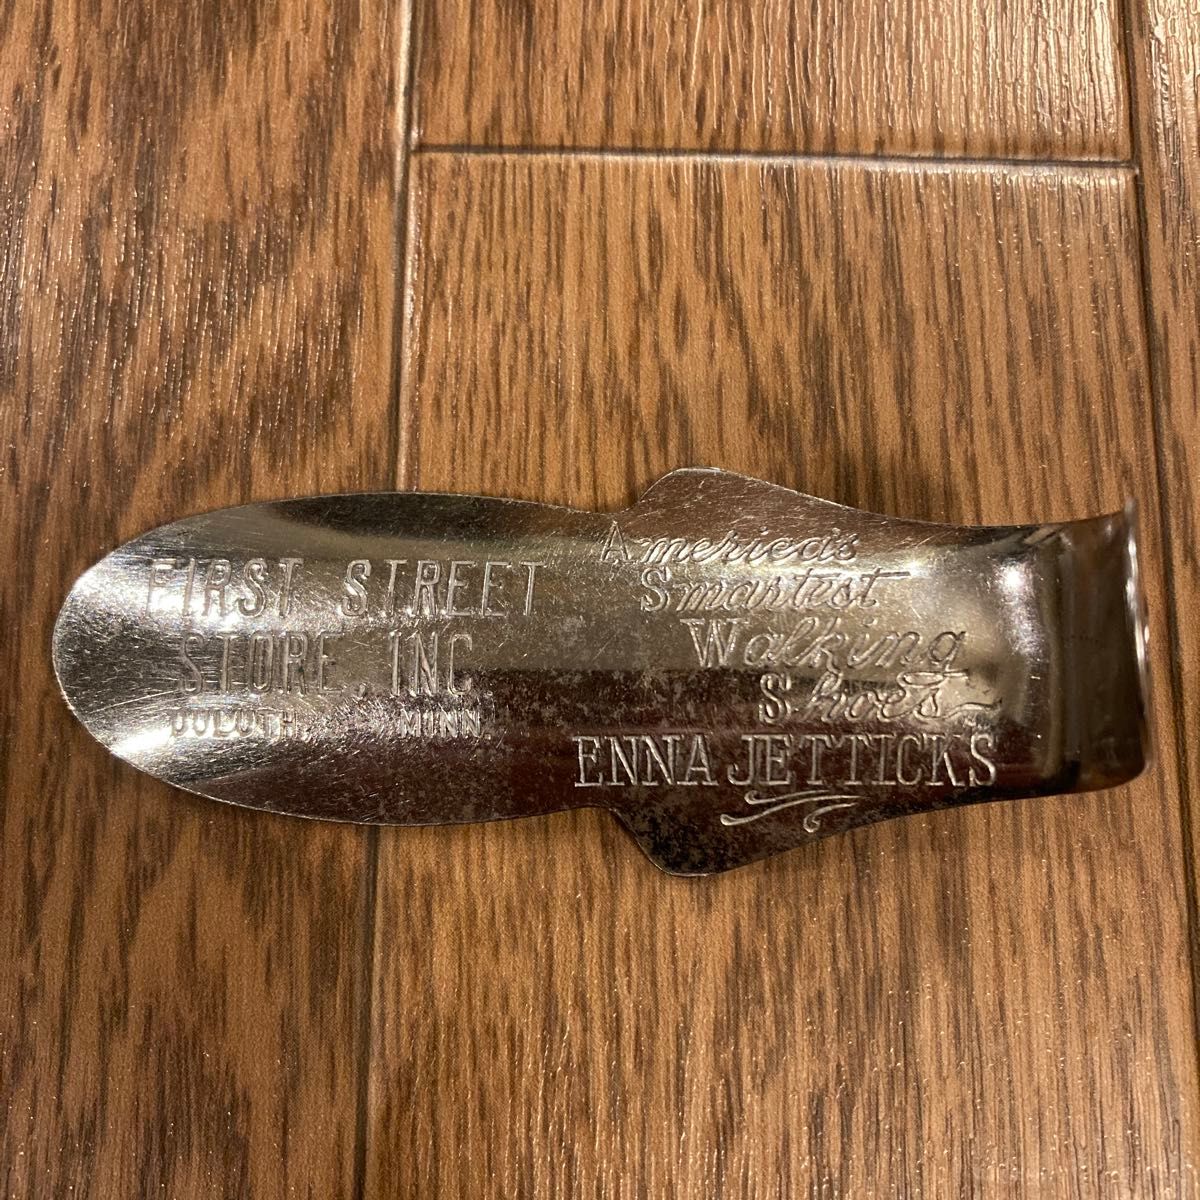 FIRST STREET
STORE, INC
DULUTH, MINN.
America's
Smartest
Walking
Shoes
ENNA JETTICKS